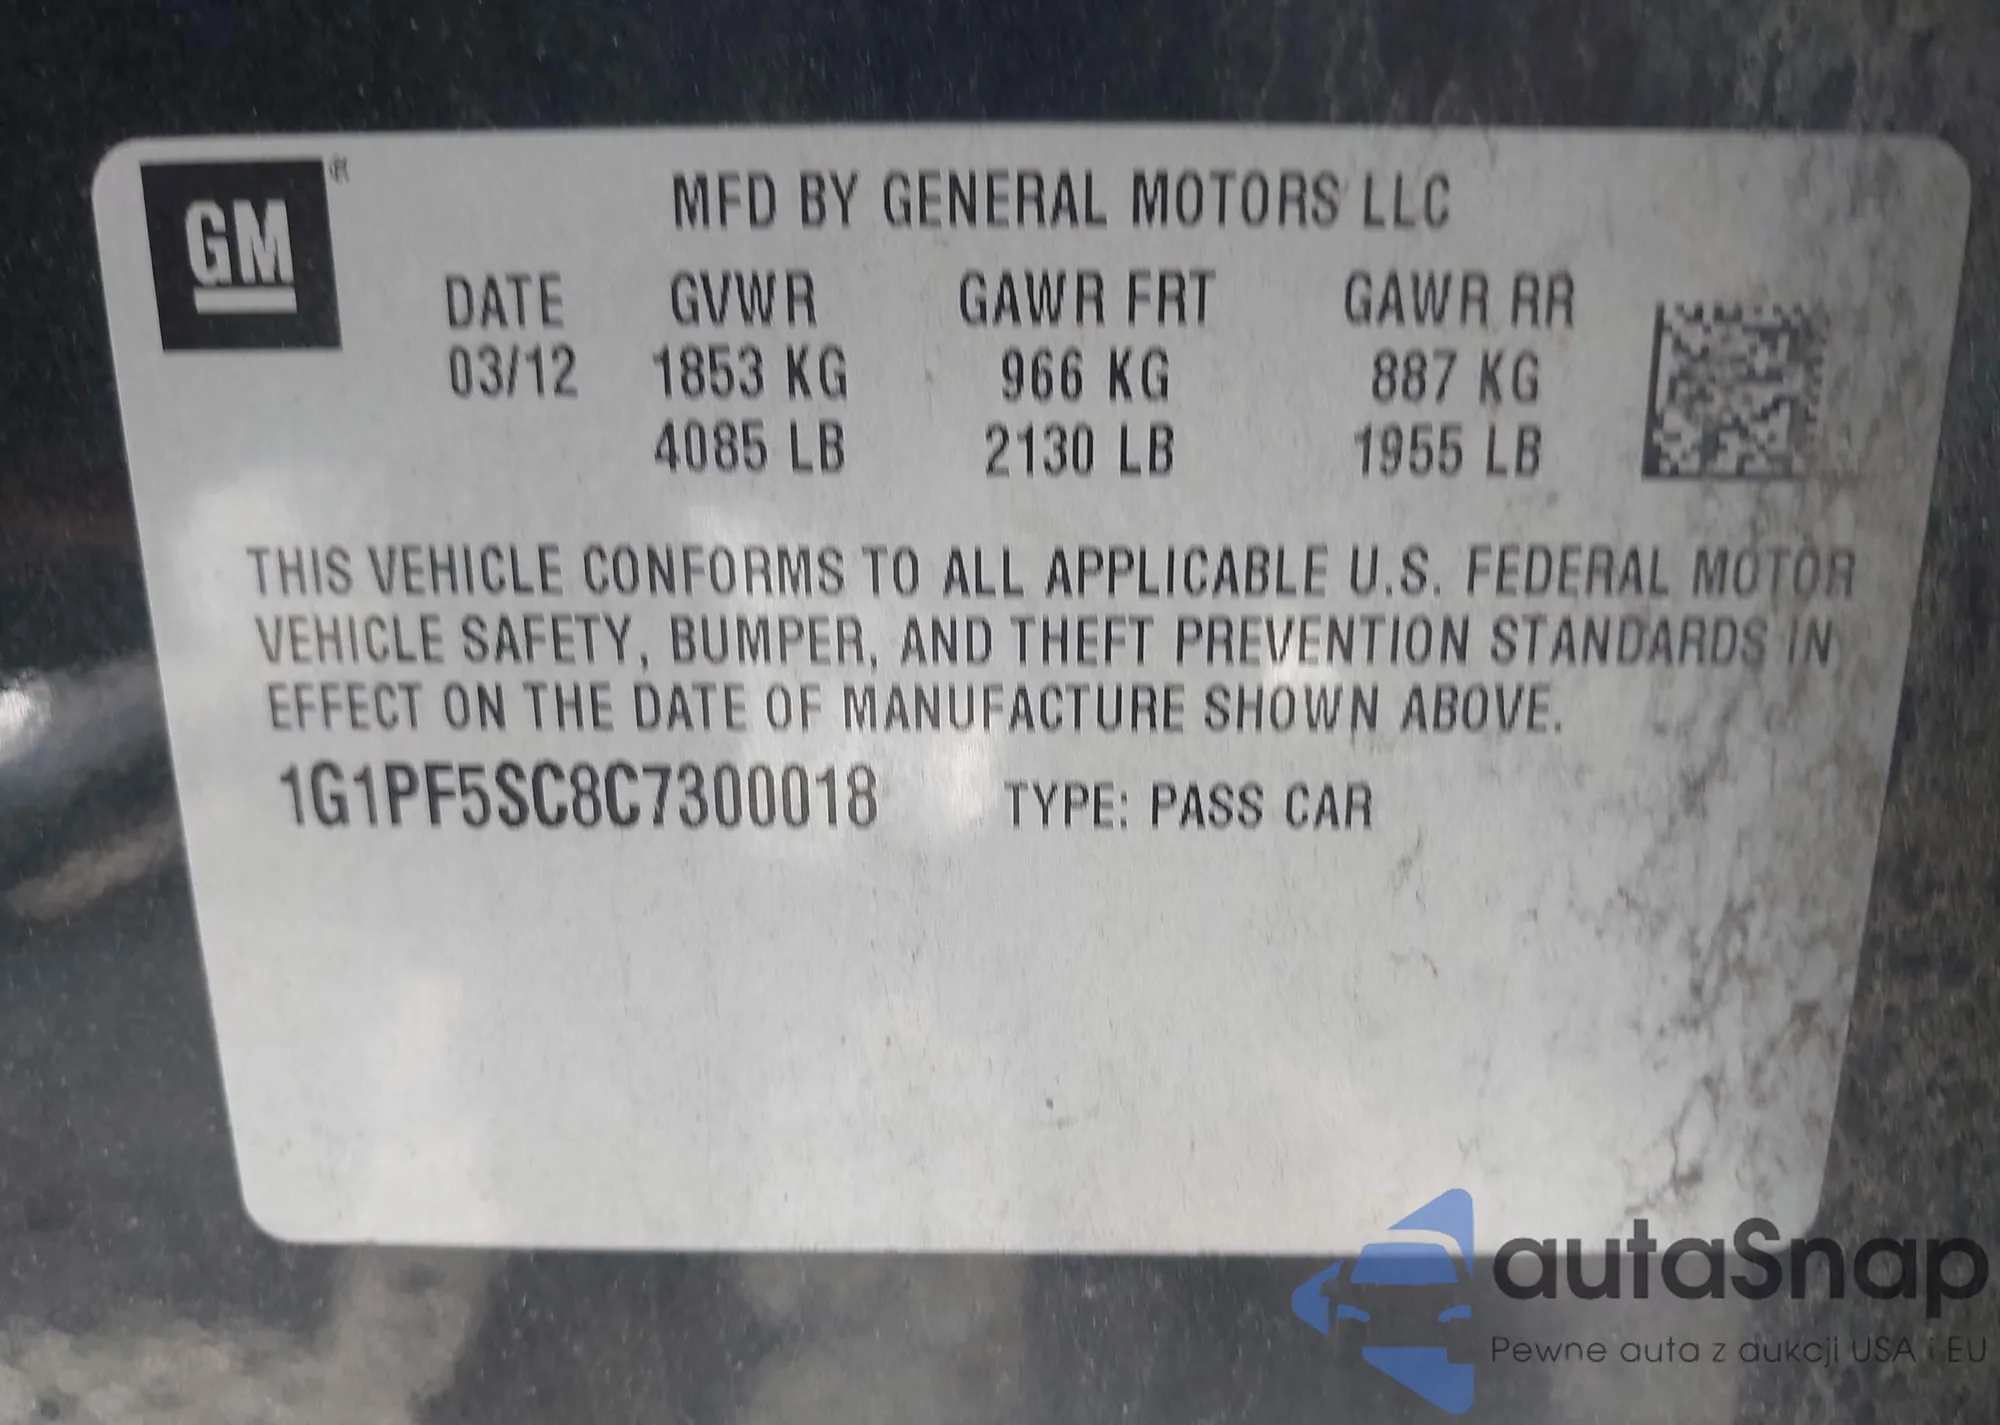 GM ®
MFD BY GENERAL MOTORS LLC
DATE GVWR GAWR FRT GAWR RR
03/12 1853 KG 966 KG 887 KG
4085 LB 2130 LB 1955 LB
THIS VEHICLE CONFORMS TO ALL APPLICABLE U.S. FEDERAL MOTOR
VEHICLE SAFETY, BUMPER, AND THEFT PREVENTION STANDARDS IN
EFFECT ON THE DATE OF MANUFACTURE SHOWN ABOVE.
1G1PF5SC8C7300018 TYPE: PASS CAR
autaSnap
Pewne auta z aukcji USA i EU